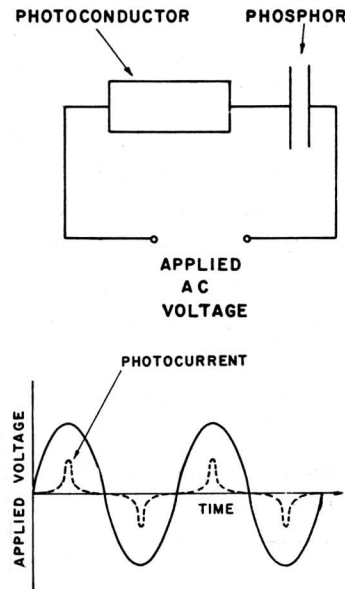 PHOTOCONDUCTOR
PHOSPHOR
APPLIED
AC
VOLTAGE
PHOTOCURRENT
APPLIED VOLTAGE
TIME